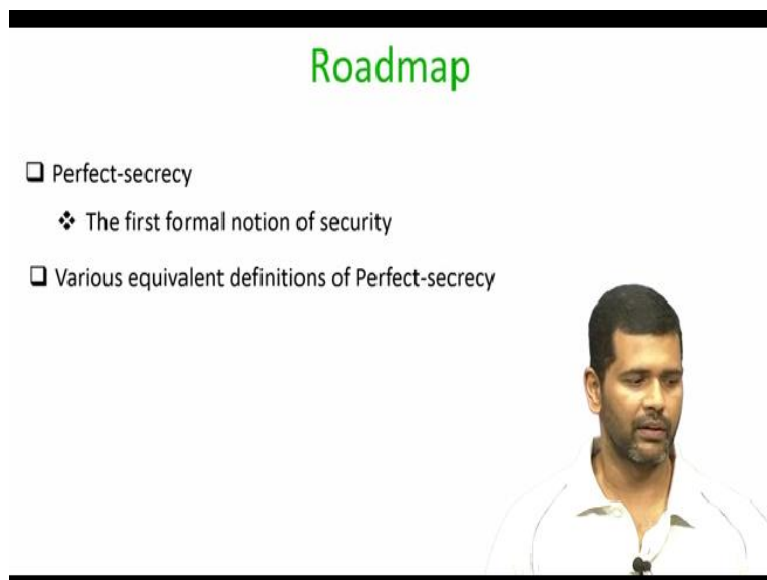 Roadmap
Perfect-secrecy
The first formal notion of security
Various equivalent definitions of Perfect-secrecy